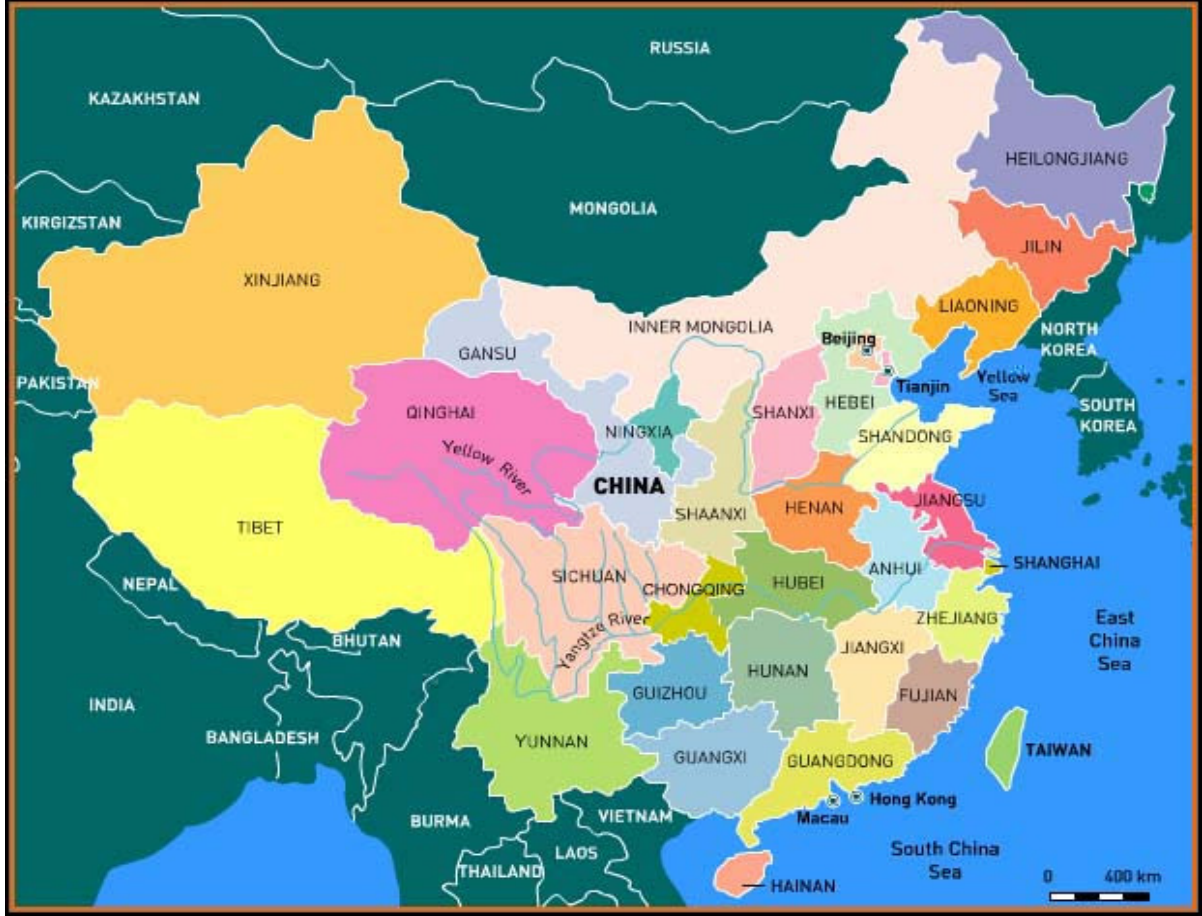 RUSSIA
KAZAKHSTAN
HEILONGJIANG
MONGOLIA
KIRGIZSTAN
JILIN
XINJIANG
LIAONING
INNER MONGOLIA
NORTH
KOREA
Beijing
GANSU
PAKISTAN
Tianjin
Yellow
Sea
QINGHAI
SHANXI
HEBEI
SOUTH
KOREA
NINGXIA
SHANDONG
Yellow River
CHINA
JIANGSU
HENAN
SHAANXI
TIBET
SHANGHAI
ANHUI
SICHUAN
NEPAL
CHONGQING
HUBEI
ZHEJIANG
East
China
Sea
Yangtze River
BHUTAN
JIANGXI
HUNAN
GUIZHOU
FUJIAN
INDIA
BANGLADESH
YUNNAN
TAIWAN
GUANGXI
GUANGDONG
Hong Kong
Macau
VIETNAM
BURMA
LAOS
South China
Sea
THAILAND
HAINAN
0 400 km